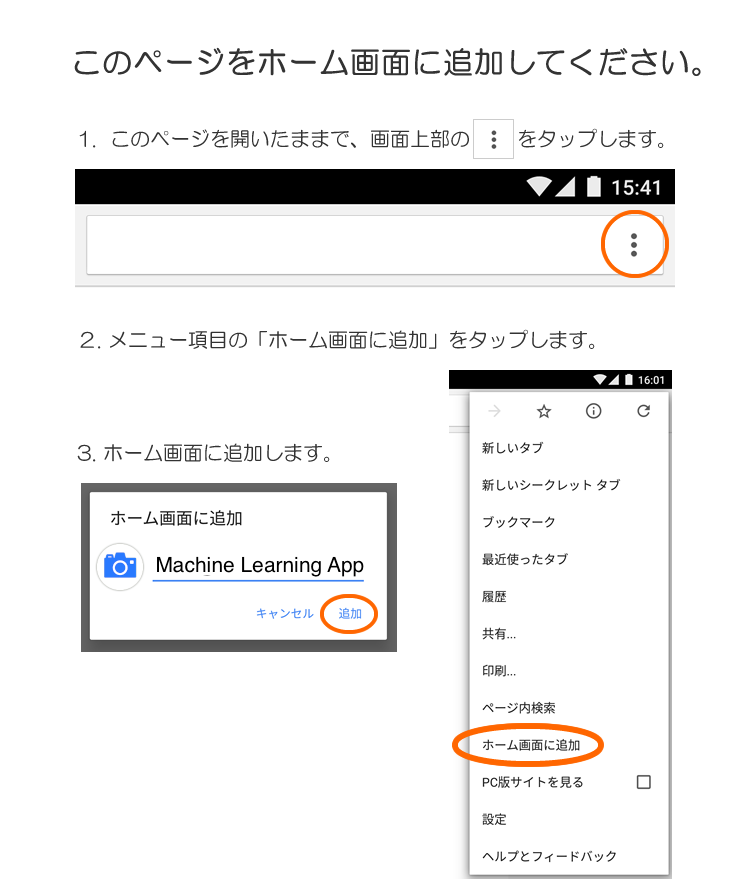 このページをホーム画面に追加してください。
1. このページを開いたままで、画面上部の をタップします。
15:41
2. メニュー項目の「ホーム画面に追加」をタップします。
16:01
新しいタブ
新しいシークレット タブ
ブックマーク
最近使ったタブ
履歴
共有...
印刷...
ページ内検索
ホーム画面に追加
PC版サイトを見る
設定
ヘルプとフィードバック
3. ホーム画面に追加します。
ホーム画面に追加
Machine Learning App
キャンセル 追加